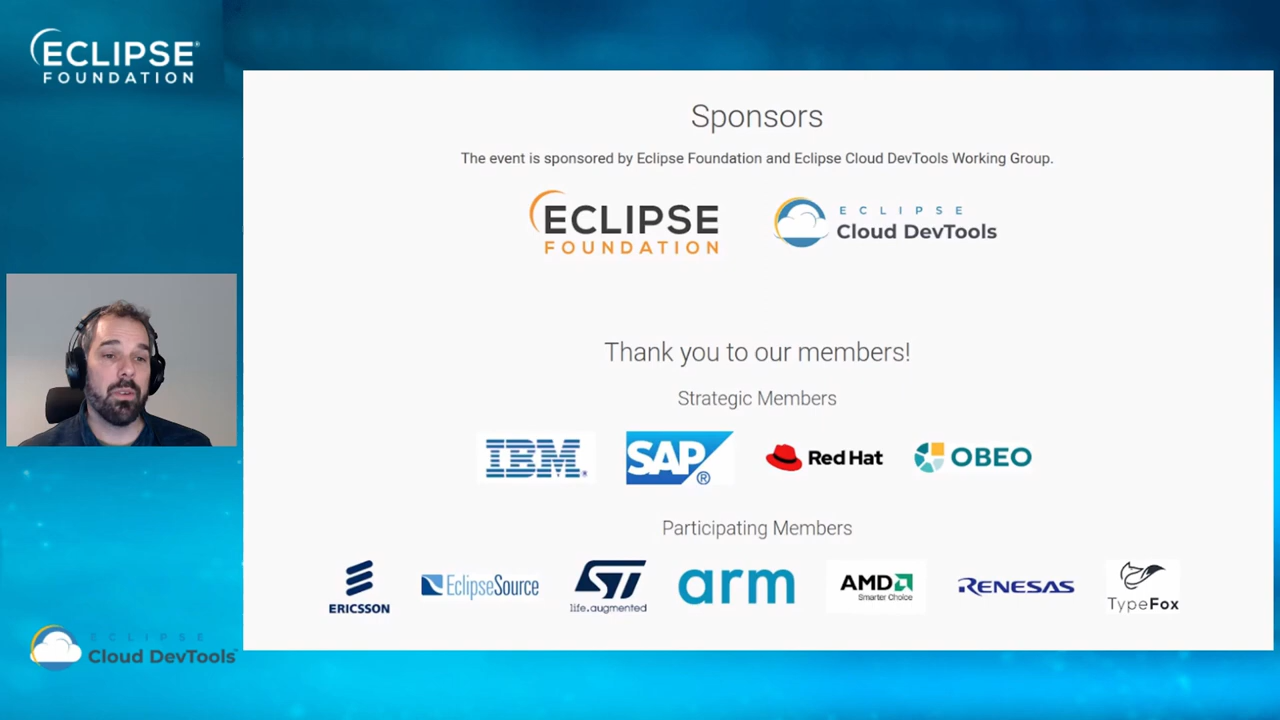 ECLIPSE®
FOUNDATION
Sponsors
The event is sponsored by Eclipse Foundation and Eclipse Cloud DevTools Working Group.
ECLIPSE
FOUNDATION
ECLIPSE
Cloud DevTools
Thank you to our members!
Strategic Members
IBM®
SAP®
Red Hat
OBEO
Participating Members
ERICSSON
EclipseSource
ST
life.augmented
arm
AMD
Smarter Choice
RENESAS
TypeFox
ECLIPSE
Cloud DevTools™